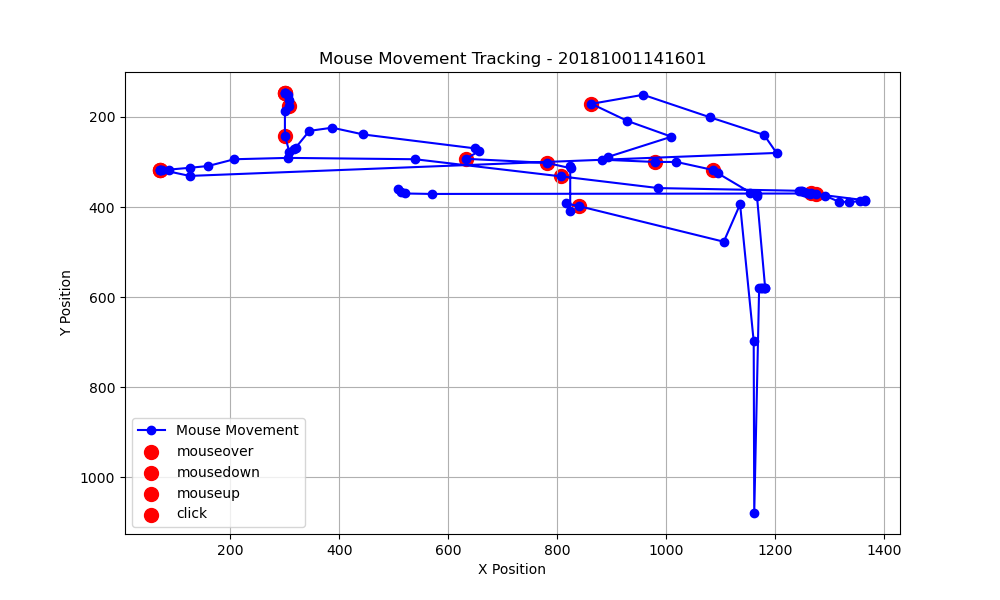 Mouse Movement Tracking - 20181001141601
Y Position
200
400
600
800
1000
Mouse Movement
mouseover
mousedown
mouseup
click
200 400 600 800 1000 1200 1400
X Position